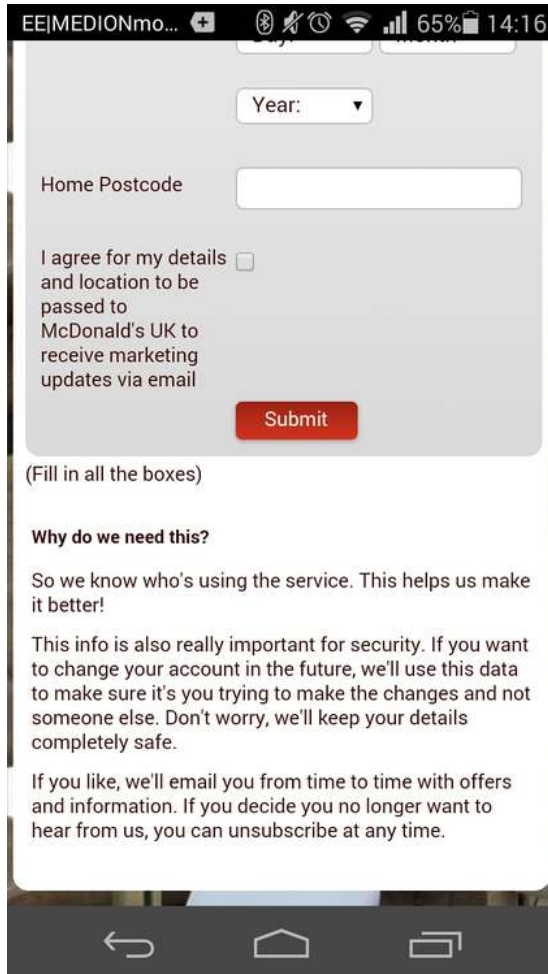 EE|MEDIONmo... 65% 14:16
Day: Month
Year:
Home Postcode
I agree for my details
and location to be
passed to
McDonald's UK to
receive marketing
updates via email
Submit
(Fill in all the boxes)
Why do we need this?
So we know who's using the service. This helps us make
it better!
This info is also really important for security. If you want
to change your account in the future, we'll use this data
to make sure it's you trying to make the changes and not
someone else. Don't worry, we'll keep your details
completely safe.
If you like, we'll email you from time to time with offers
and information. If you decide you no longer want to
hear from us, you can unsubscribe at any time.